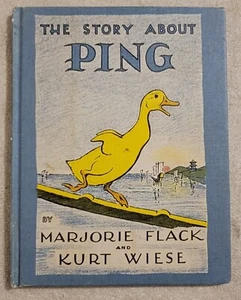 THE STORY ABOUT
PING
BY
MARJORIE FLACK
AND
KURT WIESE